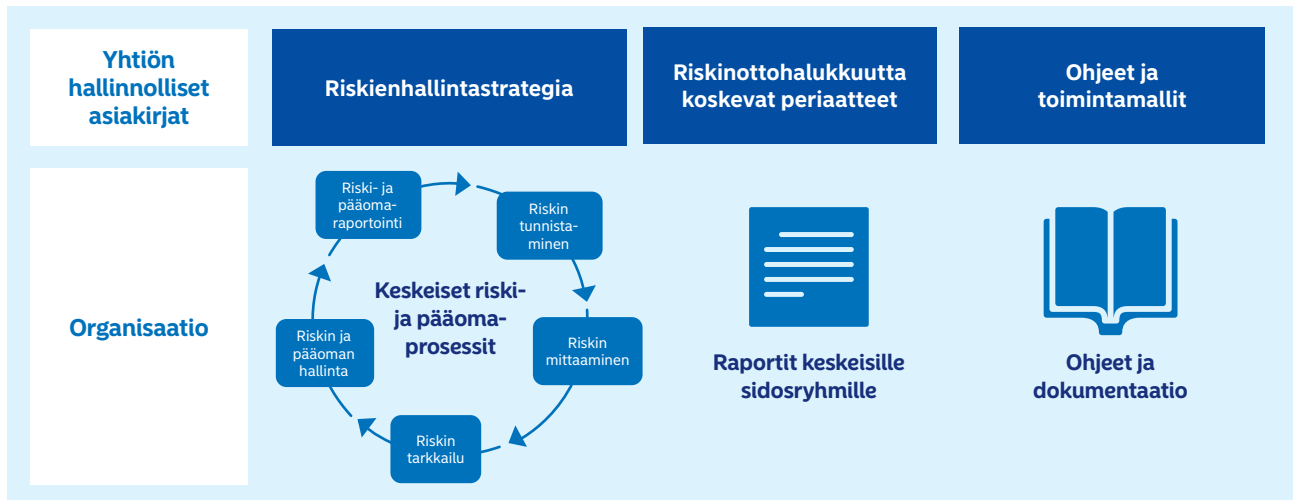 Yhtiön
hallinnolliset
asiakirjat
Riskienhallintastrategia
Riskinottohalukkuutta
koskevat periaatteet
Ohjeet ja
toimintamallit
Organisaatio
Riski- ja
pääoma-
raportointi
Riskin
tunnista-
minen
Riskin
mittaaminen
Riskin
tarkkailu
Riskin ja
pääoman
hallinta
Keskeiset riski-
ja pääoma-
prosessit
Raportit keskeisille
sidosryhmille
Ohjeet ja
dokumentaatio